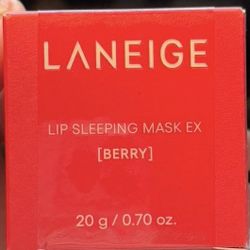 LANEIGE
LIP SLEEPING MASK EX
[BERRY]
20 g / 0.70 oz.